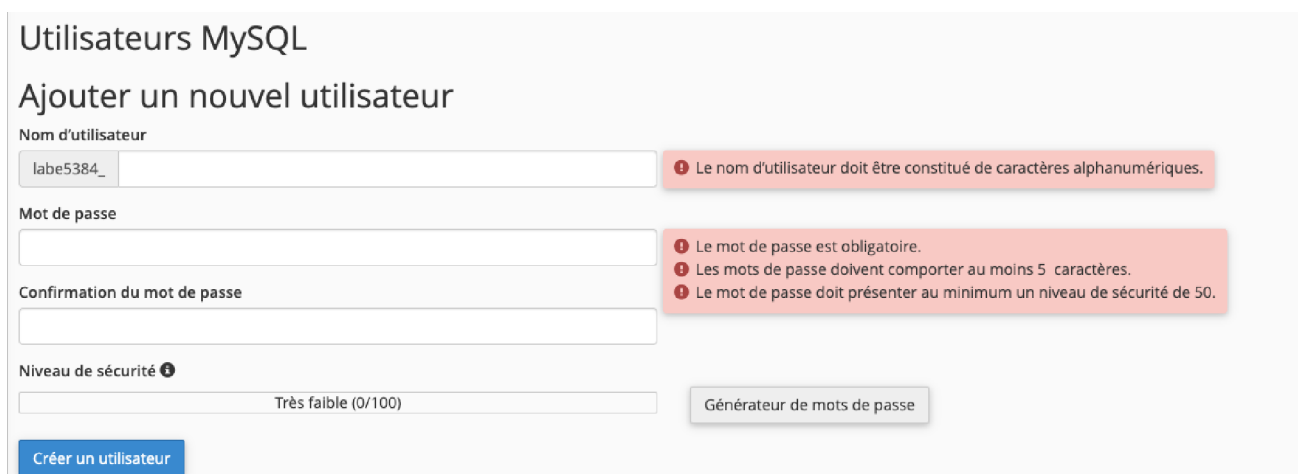 Utilisateurs MySQL
Ajouter un nouvel utilisateur
Nom d'utilisateur
labe5384_
Le nom d'utilisateur doit être constitué de caractères alphanumériques.
Mot de passe
Le mot de passe est obligatoire.
Les mots de passe doivent comporter au moins 5 caractères.
Le mot de passe doit présenter au minimum un niveau de sécurité de 50.
Confirmation du mot de passe
Niveau de sécurité
Très faible (0/100)
Générateur de mots de passe
Créer un utilisateur